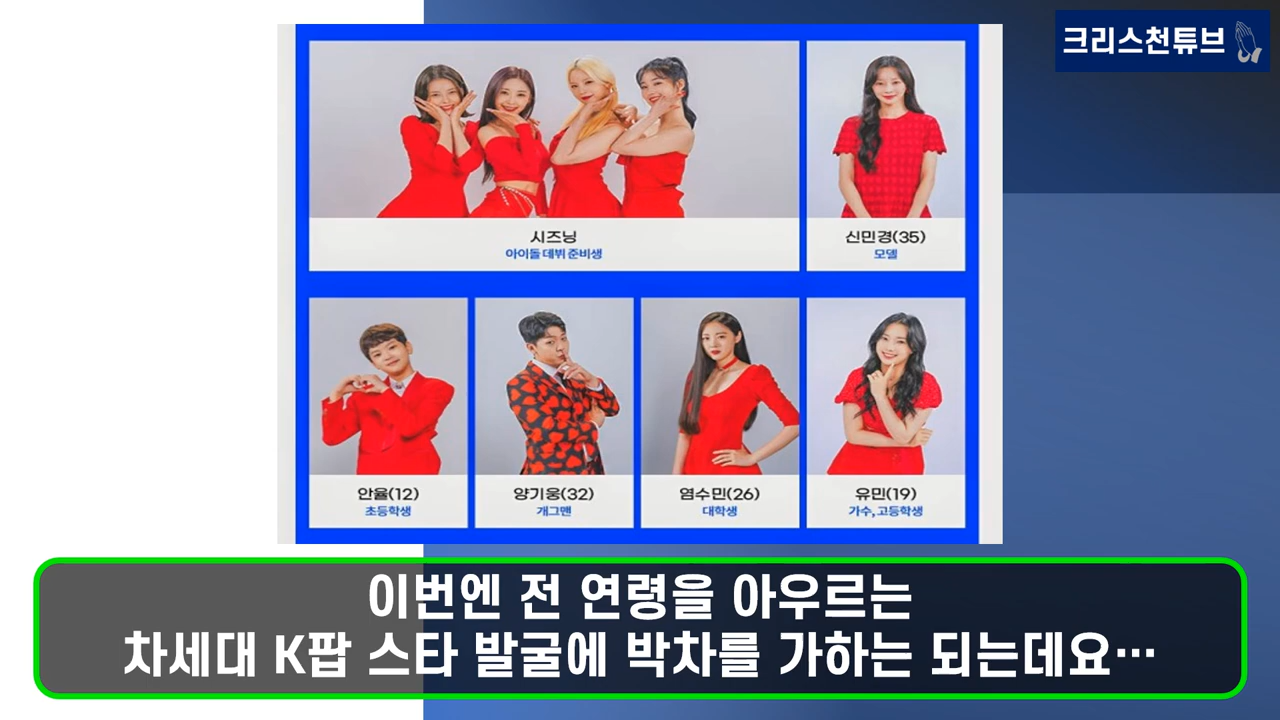 크리스천튜브
시즈닝
아이돌 데뷔 준비생
신민경(35)
모델
안율(12)
초등학생
양기웅(32)
개그맨
염수민(26)
대학생
유민(19)
가수, 고등학생
이번엔 전 연령을 아우르는
차세대 K팝 스타 발굴에 박차를 가하는 되는데요…